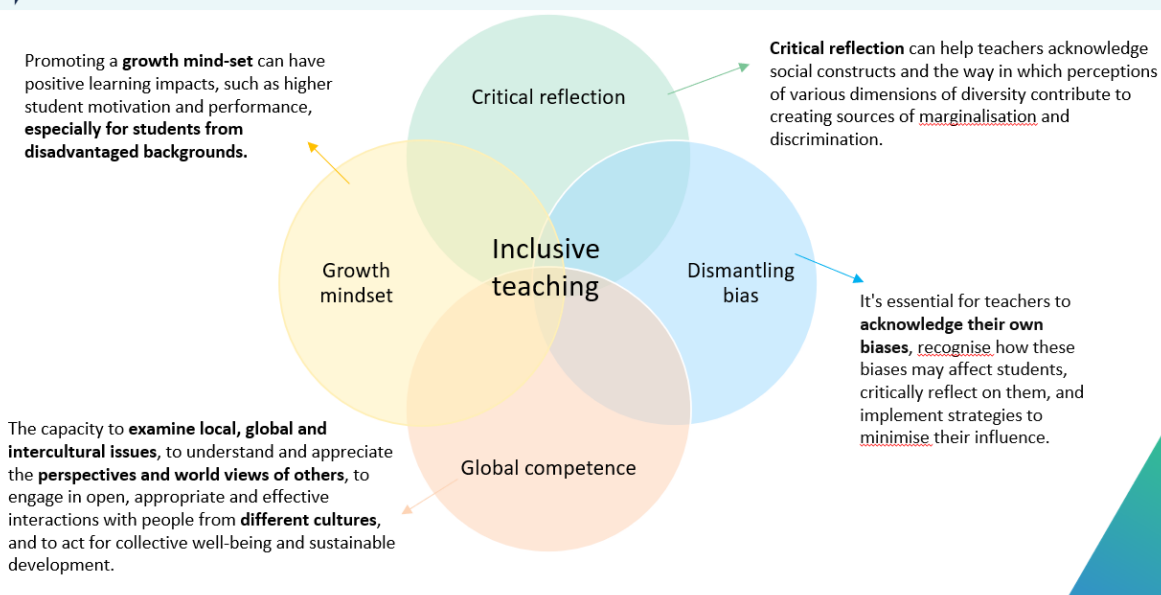 Promoting a growth mind-set can have
positive learning impacts, such as higher
student motivation and performance,
especially for students from
disadvantaged backgrounds.
Critical reflection
Critical reflection can help teachers acknowledge
social constructs and the way in which perceptions
of various dimensions of diversity contribute to
creating sources of marginalisation and
discrimination.
Growth
mindset
Inclusive
teaching
Dismantling
bias
It's essential for teachers to
acknowledge their own
biases, recognise how these
biases may affect students,
critically reflect on them, and
implement strategies to
minimise their influence.
The capacity to examine local, global and
intercultural issues, to understand and appreciate
the perspectives and world views of others, to
engage in open, appropriate and effective
interactions with people from different cultures,
and to act for collective well-being and sustainable
development.
Global competence